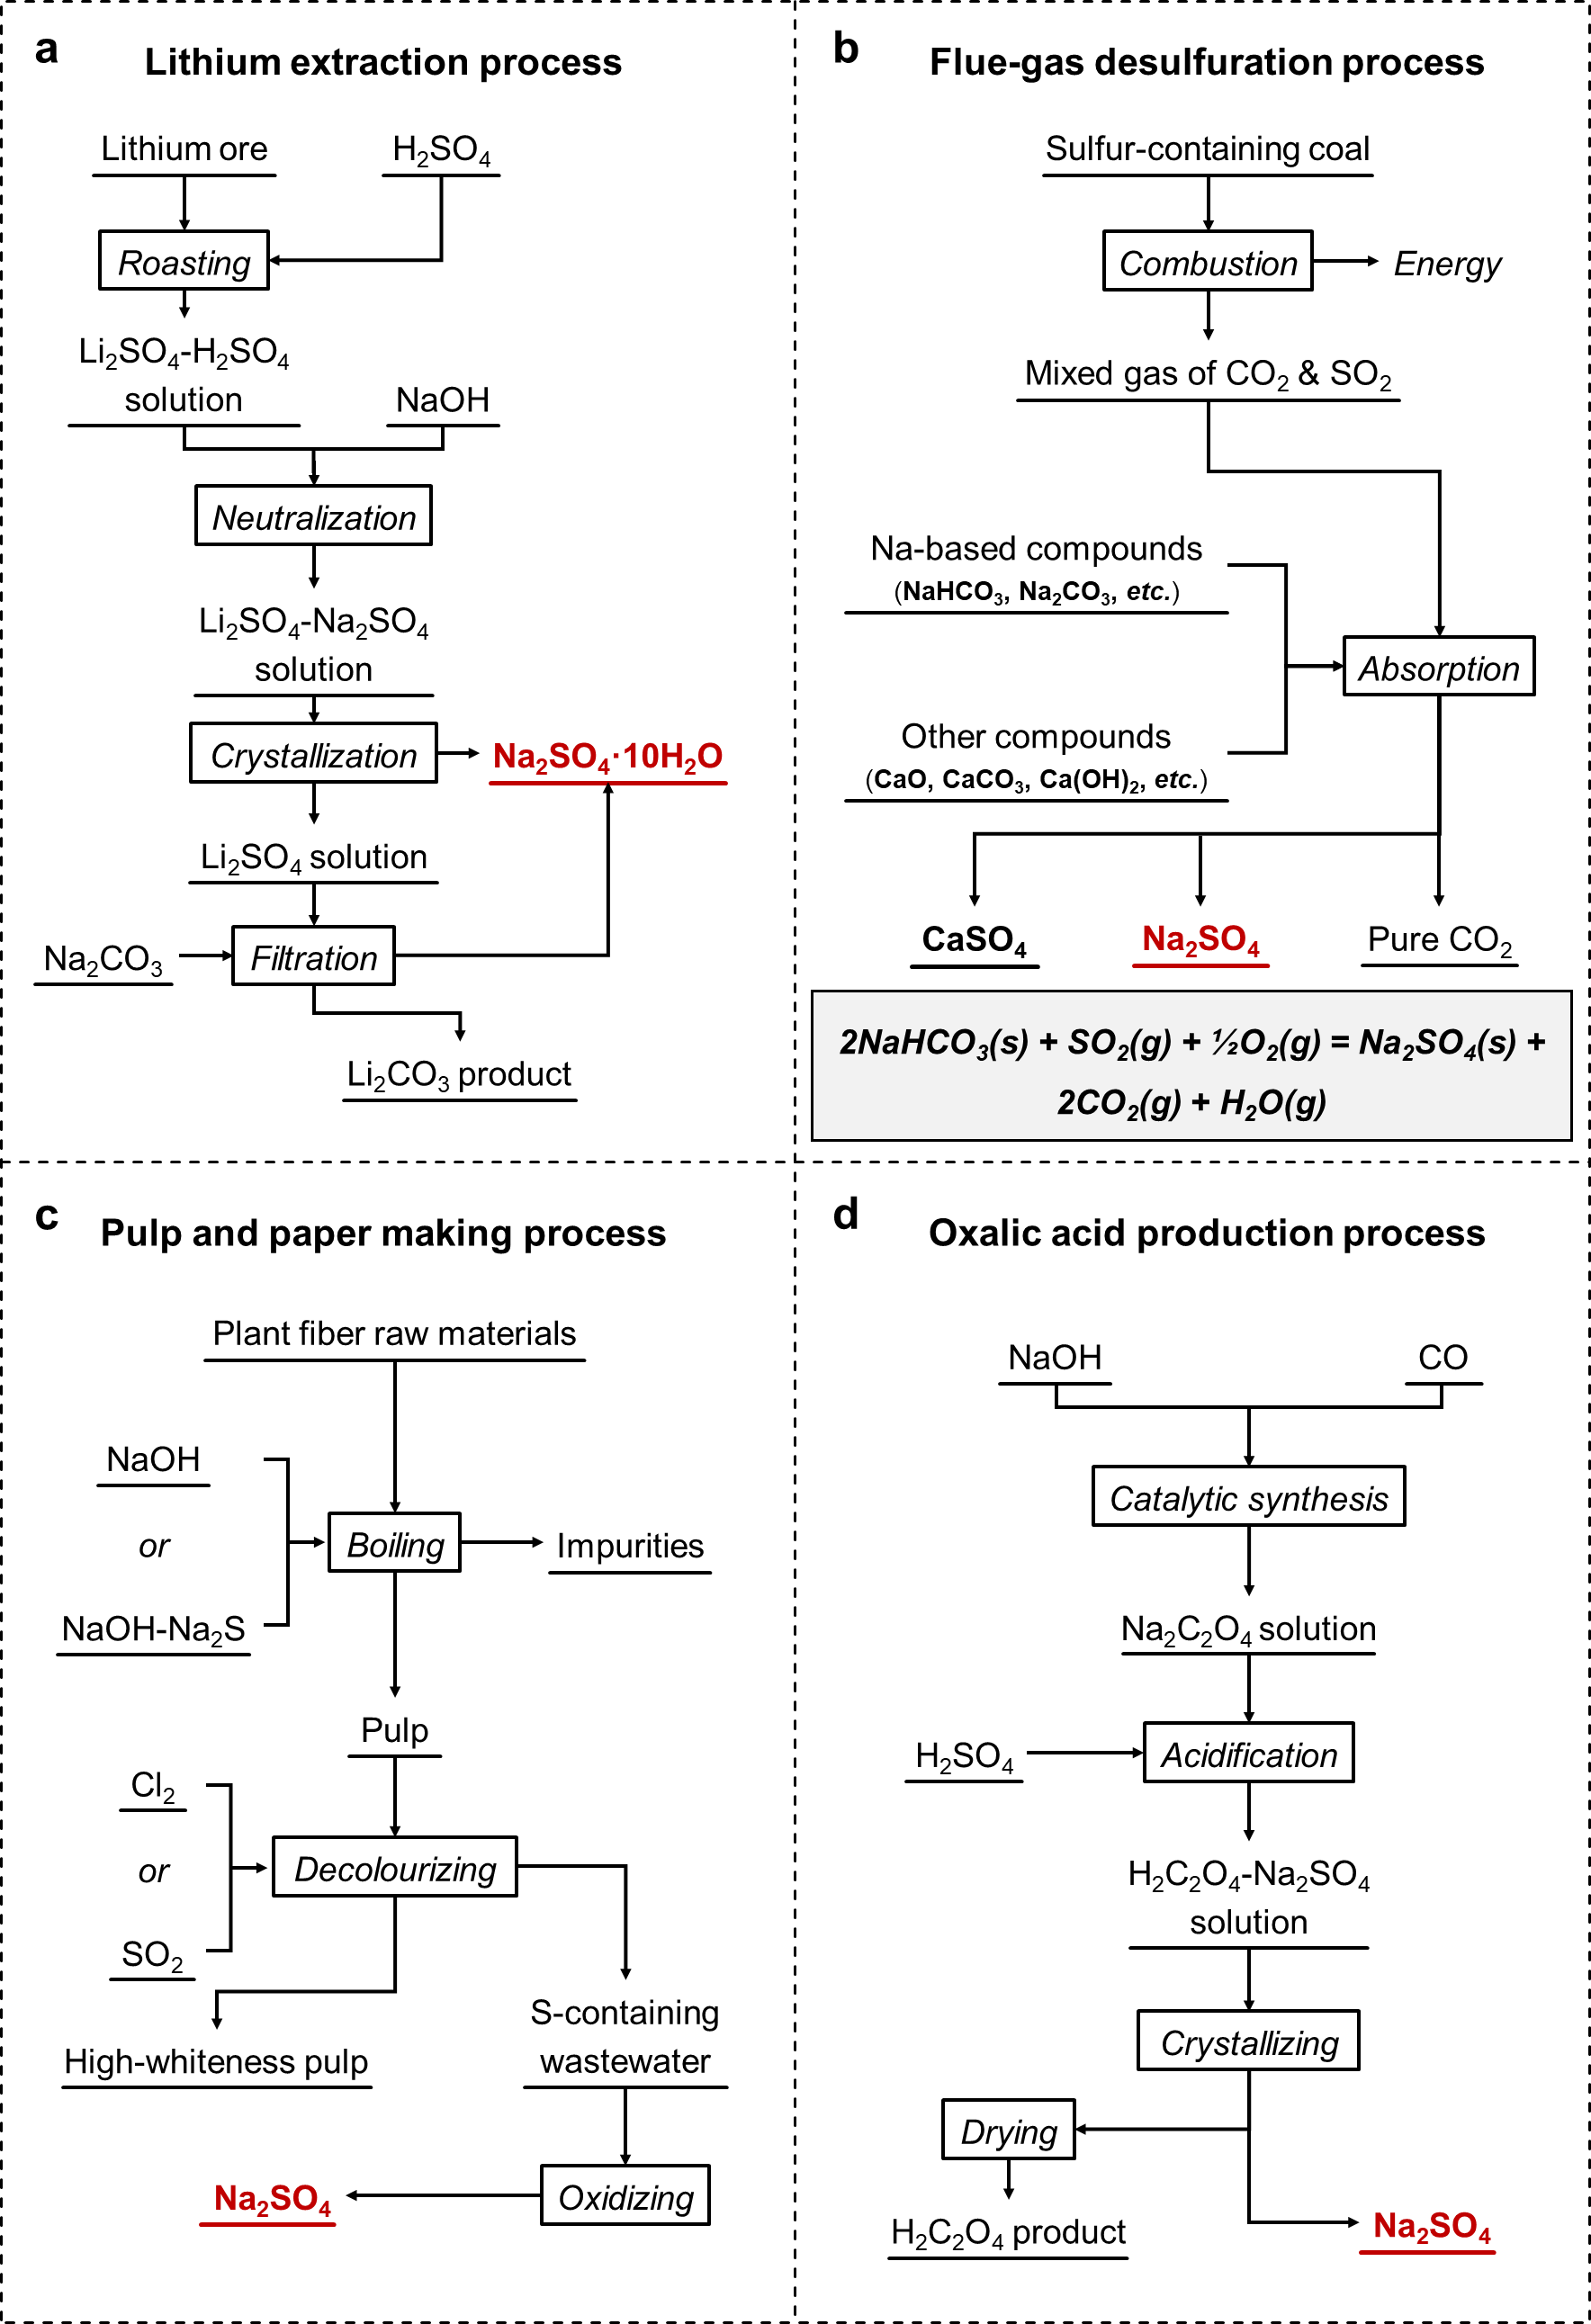 a
Lithium extraction process
Lithium ore
H₂SO₄
Roasting
Li₂SO₄-H₂SO₄
solution
NaOH
Neutralization
Li₂SO₄-Na₂SO₄
solution
Crystallization
Na₂SO₄·10H₂O
Li₂SO₄ solution
Na₂CO₃
Filtration
Li₂CO₃ product
b
Flue-gas desulfuration process
Sulfur-containing coal
Combustion
Energy
Mixed gas of CO₂ & SO₂
Na-based compounds
(NaHCO₃, Na₂CO₃, etc.)
Absorption
Other compounds
(CaO, CaCO₃, Ca(OH)₂, etc.)
CaSO₄
Na₂SO₄
Pure CO₂
2NaHCO₃(s) + SO₂(g) + ½O₂(g) = Na₂SO₄(s) +
2CO₂(g) + H₂O(g)
c
Pulp and paper making process
Plant fiber raw materials
NaOH
or
NaOH-Na₂S
Boiling
Impurities
Pulp
Cl₂
or
SO₂
Decolourizing
High-whiteness pulp
S-containing
wastewater
Oxidizing
Na₂SO₄
d
Oxalic acid production process
NaOH
CO
Catalytic synthesis
Na₂C₂O₄ solution
H₂SO₄
Acidification
H₂C₂O₄-Na₂SO₄
solution
Crystallizing
Drying
H₂C₂O₄ product
Na₂SO₄